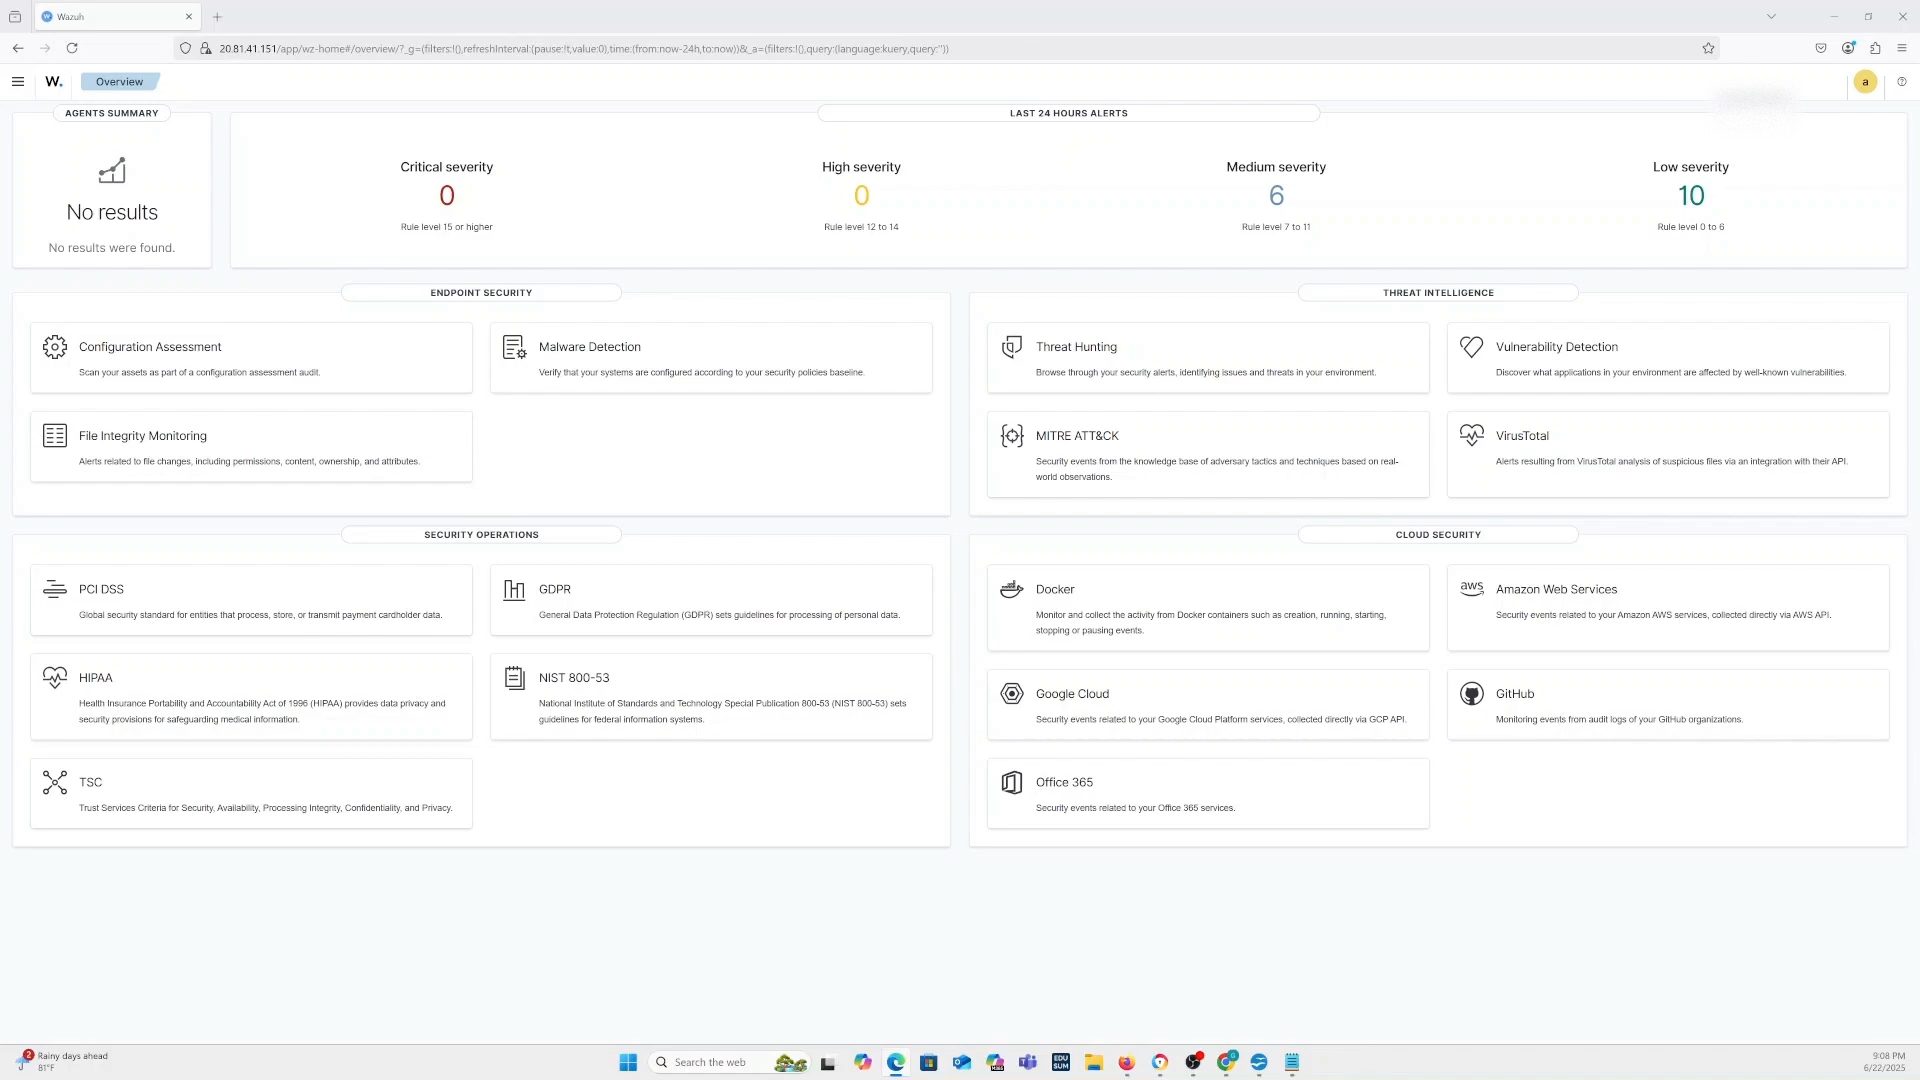 Wazuh
20.81.41.151/app/wz-home#/overview/?_g=(filters:!(),refreshInterval:(pause:!t,value:0),time:(from:now-24h,to:now))&_a=(filters:!(),query:(language:kuery,query:''))
W. Overview
a
AGENTS SUMMARY
No results
No results were found.
LAST 24 HOURS ALERTS
Critical severity
0
Rule level 15 or higher
High severity
0
Rule level 12 to 14
Medium severity
6
Rule level 7 to 11
Low severity
10
Rule level 0 to 6
ENDPOINT SECURITY
Configuration Assessment
Scan your assets as part of a configuration assessment audit.
Malware Detection
Verify that your systems are configured according to your security policies baseline.
File Integrity Monitoring
Alerts related to file changes, including permissions, content, ownership, and attributes.
THREAT INTELLIGENCE
Threat Hunting
Browse through your security alerts, identifying issues and threats in your environment.
Vulnerability Detection
Discover what applications in your environment are affected by well-known vulnerabilities.
MITRE ATT&CK
Security events from the knowledge base of adversary tactics and techniques based on real-
world observations.
VirusTotal
Alerts resulting from VirusTotal analysis of suspicious files via an integration with their API.
SECURITY OPERATIONS
PCI DSS
Global security standard for entities that process, store, or transmit payment cardholder data.
GDPR
General Data Protection Regulation (GDPR) sets guidelines for processing of personal data.
HIPAA
Health Insurance Portability and Accountability Act of 1996 (HIPAA) provides data privacy and
security provisions for safeguarding medical information.
NIST 800-53
National Institute of Standards and Technology Special Publication 800-53 (NIST 800-53) sets
guidelines for federal information systems.
TSC
Trust Services Criteria for Security, Availability, Processing Integrity, Confidentiality, and Privacy.
CLOUD SECURITY
Docker
Monitor and collect the activity from Docker containers such as creation, running, starting,
stopping or pausing events.
aws
Amazon Web Services
Security events related to your Amazon AWS services, collected directly via AWS API.
Google Cloud
Security events related to your Google Cloud Platform services, collected directly via GCP API.
GitHub
Monitoring events from audit logs of your GitHub organizations.
Office 365
Security events related to your Office 365 services.
2
Rainy days ahead
81°F
Search the web
EDU
SUM
9:08 PM
6/22/2025